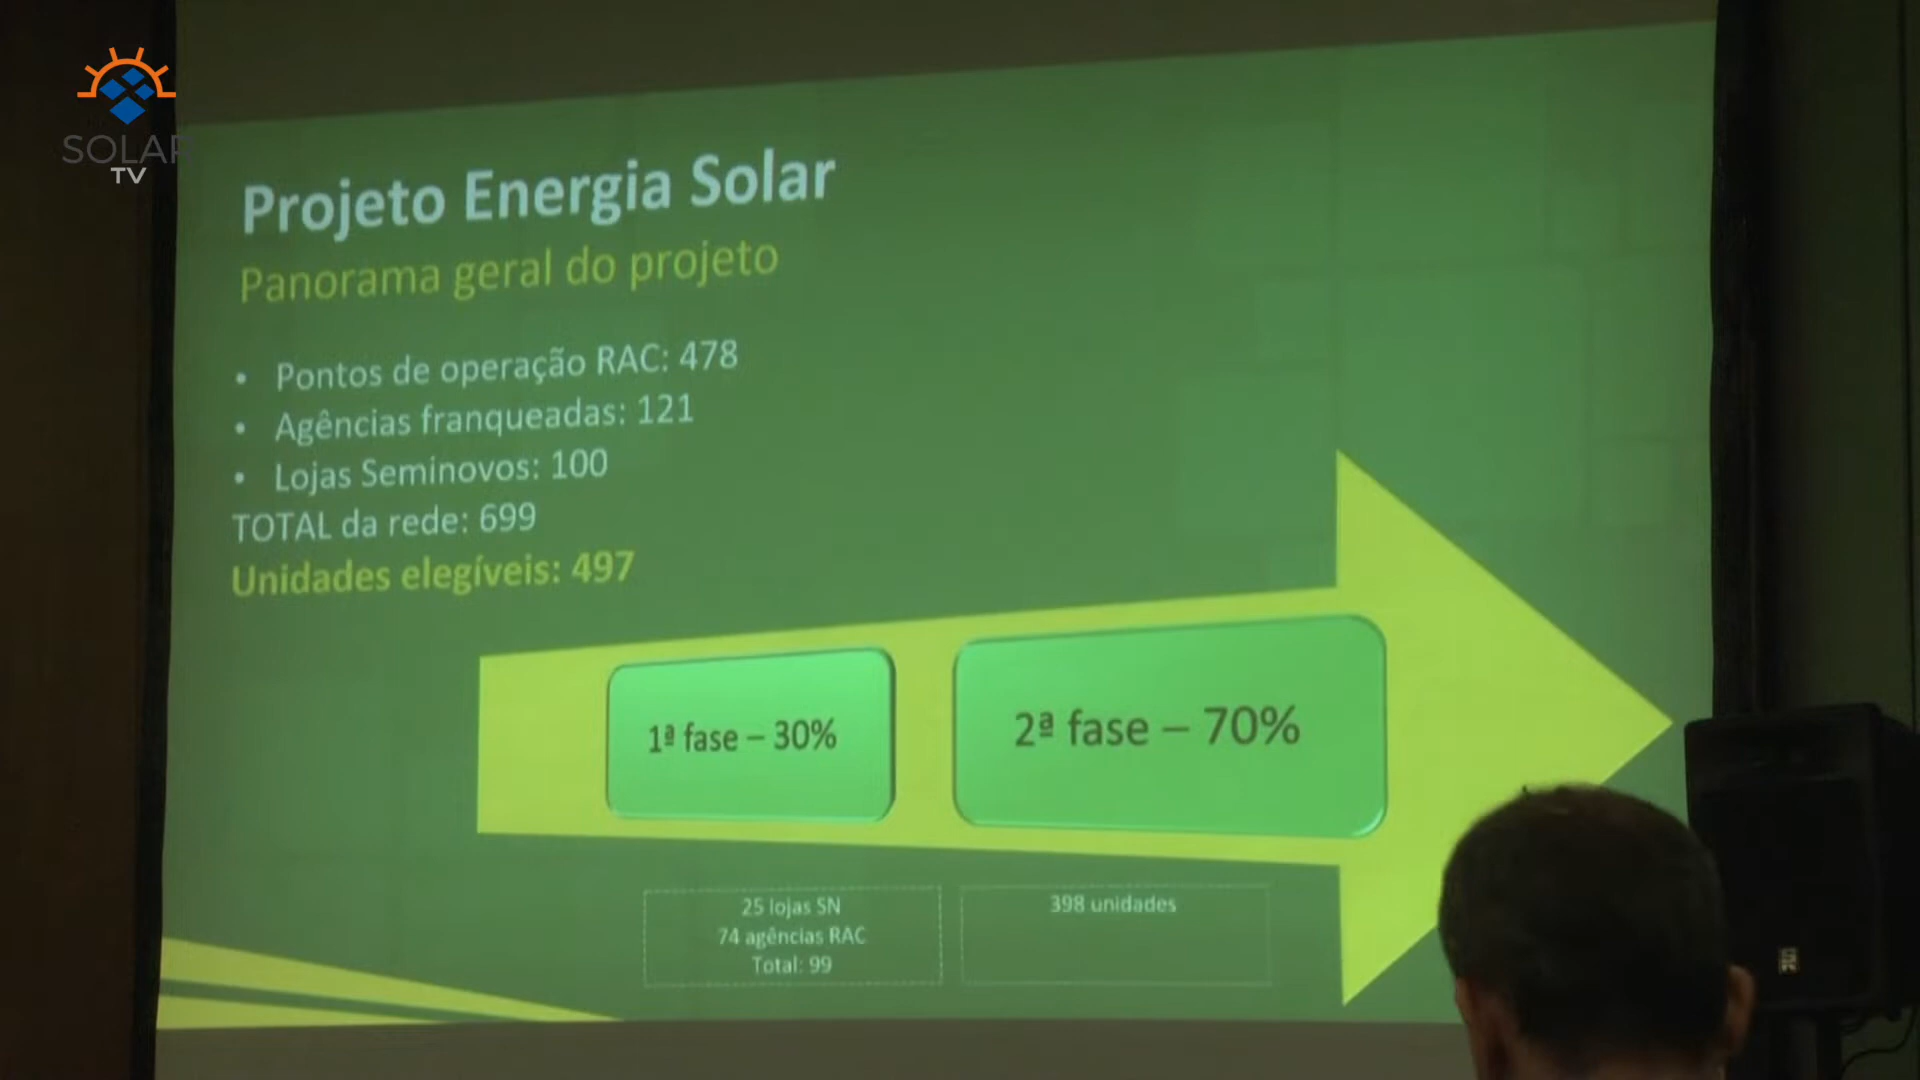 SOLAR
TV
Projeto Energia Solar
Panorama geral do projeto
• Pontos de operação RAC: 478
• Agências franqueadas: 121
• Lojas Seminovos: 100
TOTAL da rede: 699
Unidades elegíveis: 497
1ª fase – 30%
2ª fase – 70%
25 lojas SN
74 agências RAC
Total: 99
398 unidades